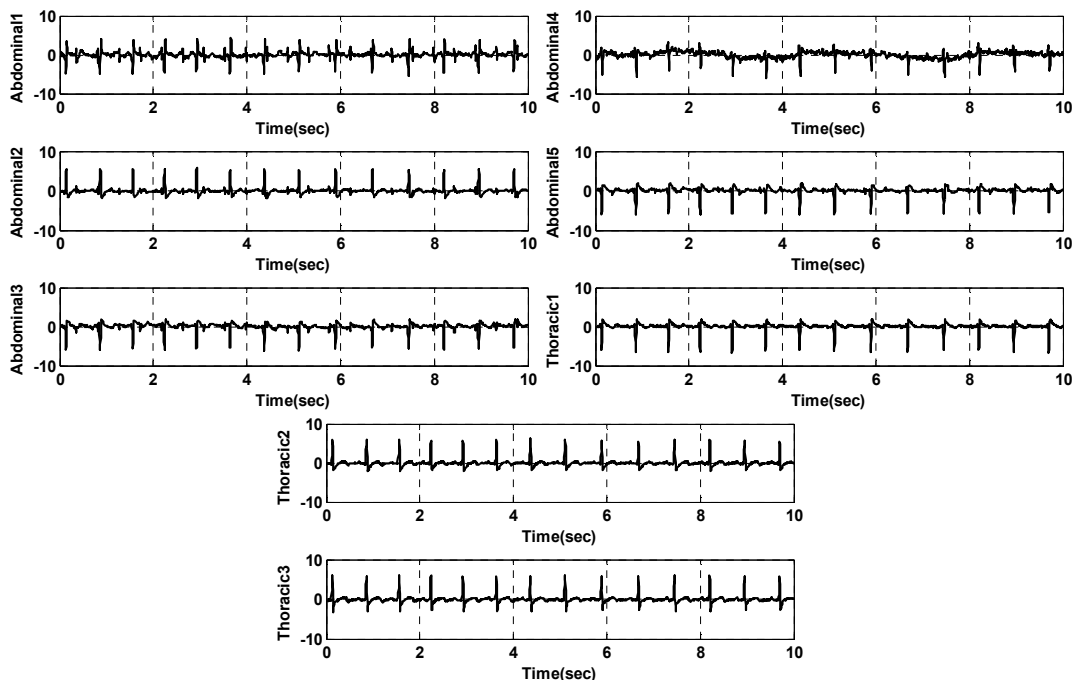 10
0
-10
Abdominal1
0 2 4 6 8 10
Time(sec)
10
0
-10
Abdominal4
0 2 4 6 8 10
Time(sec)
10
0
-10
Abdominal2
0 2 4 6 8 10
Time(sec)
10
0
-10
Abdominal5
0 2 4 6 8 10
Time(sec)
10
0
-10
Abdominal3
0 2 4 6 8 10
Time(sec)
10
0
-10
Thoracic1
0 2 4 6 8 10
Time(sec)
10
0
-10
Thoracic2
0 2 4 6 8 10
Time(sec)
10
0
-10
Thoracic3
0 2 4 6 8 10
Time(sec)